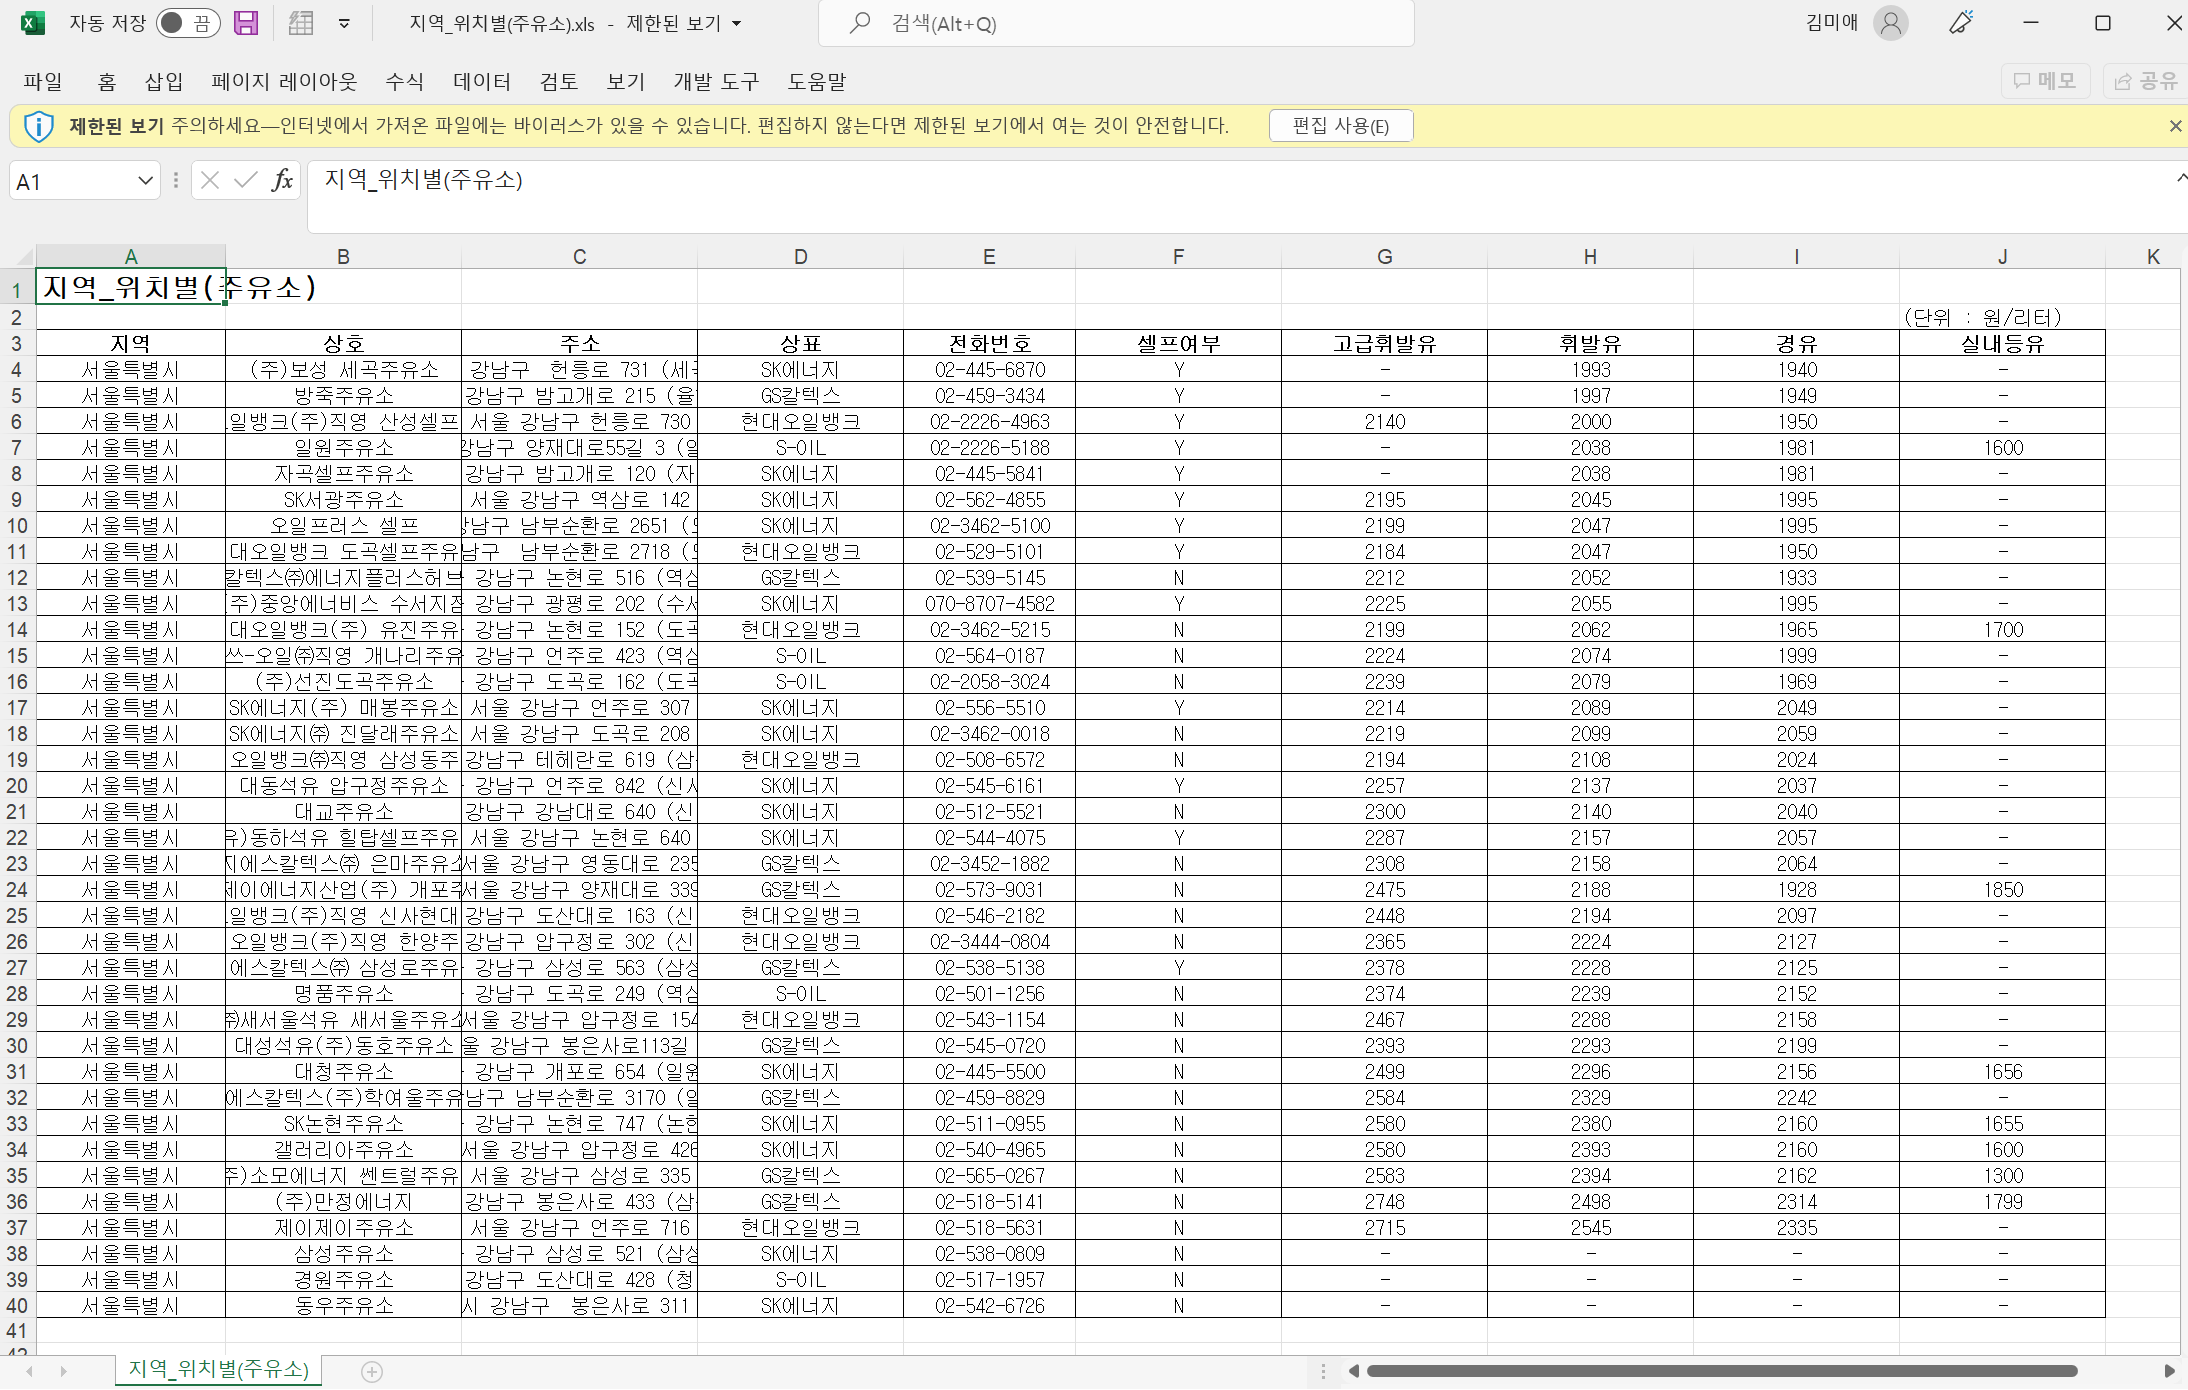 자동 저장 끔 지역_위치별(주유소).xls - 제한된 보기 검색(Alt+Q) 김미애
파일 홈 삽입 페이지 레이아웃 수식 데이터 검토 보기 개발 도구 도움말 메모 공유
제한된 보기 주의하세요—인터넷에서 가져온 파일에는 바이러스가 있을 수 있습니다. 편집하지 않는다면 제한된 보기에서 여는 것이 안전합니다. 편집 사용(E)
A1 fx 지역_위치별(주유소)
A B C D E F G H I J K
1 지역_위치별(주유소)
2 (단위 : 원/리터)
3 지역 상호 주소 상표 전화번호 셀프여부 고급휘발유 휘발유 경유 실내등유
4 서울특별시 (주)보성 세곡주유소 강남구 헌릉로 731 (세곡 SK에너지 02-445-6870 Y - 1993 1940 -
5 서울특별시 방죽주유소 강남구 밤고개로 215 (율 GS칼텍스 02-459-3434 Y - 1997 1949 -
6 서울특별시 일뱅크(주)직영 산성셀프 서울 강남구 헌릉로 730 현대오일뱅크 02-2226-4963 Y 2140 2000 1950 -
7 서울특별시 일원주유소 강남구 양재대로55길 3 (일 S-OIL 02-2226-5188 Y - 2038 1981 1600
8 서울특별시 자곡셀프주유소 강남구 밤고개로 120 (자 SK에너지 02-445-5841 Y - 2038 1981 -
9 서울특별시 SK서광주유소 서울 강남구 역삼로 142 SK에너지 02-562-4855 Y 2195 2045 1995 -
10 서울특별시 오일프러스 셀프 강남구 남부순환로 2651 (도 SK에너지 02-3462-5100 Y 2199 2047 1995 -
11 서울특별시 대오일뱅크 도곡셀프주유 남구 남부순환로 2718 (도 현대오일뱅크 02-529-5101 Y 2184 2047 1950 -
12 서울특별시 칼텍스㈜에너지플러스허브 강남구 논현로 516 (역삼 GS칼텍스 02-539-5145 N 2212 2052 1933 -
13 서울특별시 (주)중앙에너비스 수서지점 강남구 광평로 202 (수서 SK에너지 070-8707-4582 Y 2225 2055 1995 -
14 서울특별시 대오일뱅크(주) 유진주유 강남구 논현로 152 (도곡 현대오일뱅크 02-3462-5215 N 2199 2062 1965 1700
15 서울특별시 쓰-오일㈜직영 개나리주유 강남구 언주로 423 (역삼 S-OIL 02-564-0187 N 2224 2074 1999 -
16 서울특별시 (주)선진도곡주유소 강남구 도곡로 162 (도곡 S-OIL 02-2058-3024 N 2239 2079 1969 -
17 서울특별시 SK에너지(주) 매봉주유소 서울 강남구 언주로 307 SK에너지 02-556-5510 Y 2214 2089 2049 -
18 서울특별시 SK에너지㈜ 진달래주유소 서울 강남구 도곡로 208 SK에너지 02-3462-0018 N 2219 2099 2059 -
19 서울특별시 오일뱅크㈜직영 삼성동주 강남구 테헤란로 619 (삼 현대오일뱅크 02-508-6572 N 2194 2108 2024 -
20 서울특별시 대동석유 압구정주유소 강남구 언주로 842 (신사 SK에너지 02-545-6161 Y 2257 2137 2037 -
21 서울특별시 대교주유소 강남구 강남대로 640 (신 SK에너지 02-512-5521 N 2300 2140 2040 -
22 서울특별시 유)동하석유 힐탑셀프주유 서울 강남구 논현로 640 SK에너지 02-544-4075 Y 2287 2157 2057 -
23 서울특별시 지에스칼텍스㈜ 은마주유소 서울 강남구 영동대로 235 GS칼텍스 02-3452-1882 N 2308 2158 2064 -
24 서울특별시 제이에너지산업(주) 개포주 서울 강남구 양재대로 339 GS칼텍스 02-573-9031 N 2475 2188 1928 1850
25 서울특별시 일뱅크(주)직영 신사현대 강남구 도산대로 163 (신 현대오일뱅크 02-546-2182 N 2448 2194 2097 -
26 서울특별시 오일뱅크(주)직영 한양주 강남구 압구정로 302 (신 현대오일뱅크 02-3444-0804 N 2365 2224 2127 -
27 서울특별시 에스칼텍스㈜ 삼성로주유 강남구 삼성로 563 (삼성 GS칼텍스 02-538-5138 Y 2378 2228 2125 -
28 서울특별시 명품주유소 강남구 도곡로 249 (역삼 S-OIL 02-501-1256 N 2374 2239 2152 -
29 서울특별시 ㈜새서울석유 새서울주유소 서울 강남구 압구정로 154 현대오일뱅크 02-543-1154 N 2467 2288 2158 -
30 서울특별시 대성석유(주)동호주유소 울 강남구 봉은사로113길 GS칼텍스 02-545-0720 N 2393 2293 2199 -
31 서울특별시 대청주유소 강남구 개포로 654 (일원 SK에너지 02-445-5500 N 2499 2296 2156 1656
32 서울특별시 에스칼텍스(주)학여울주유 남구 남부순환로 3170 (일 GS칼텍스 02-459-8829 N 2584 2329 2242 -
33 서울특별시 SK논현주유소 강남구 논현로 747 (논현 SK에너지 02-511-0955 N 2580 2380 2160 1655
34 서울특별시 갤러리아주유소 서울 강남구 압구정로 426 SK에너지 02-540-4965 N 2580 2393 2160 1600
35 서울특별시 주)소모에너지 쎈트럴주유 서울 강남구 삼성로 335 GS칼텍스 02-565-0267 N 2583 2394 2162 1300
36 서울특별시 (주)만정에너지 강남구 봉은사로 433 (삼 GS칼텍스 02-518-5141 N 2748 2498 2314 1799
37 서울특별시 제이제이주유소 서울 강남구 언주로 716 현대오일뱅크 02-518-5631 N 2715 2545 2335 -
38 서울특별시 삼성주유소 강남구 삼성로 521 (삼성 SK에너지 02-538-0809 N - - - -
39 서울특별시 경원주유소 강남구 도산대로 428 (청 S-OIL 02-517-1957 N - - - -
40 서울특별시 동우주유소 시 강남구 봉은사로 311 SK에너지 02-542-6726 N - - - -
41
42
지역_위치별(주유소)